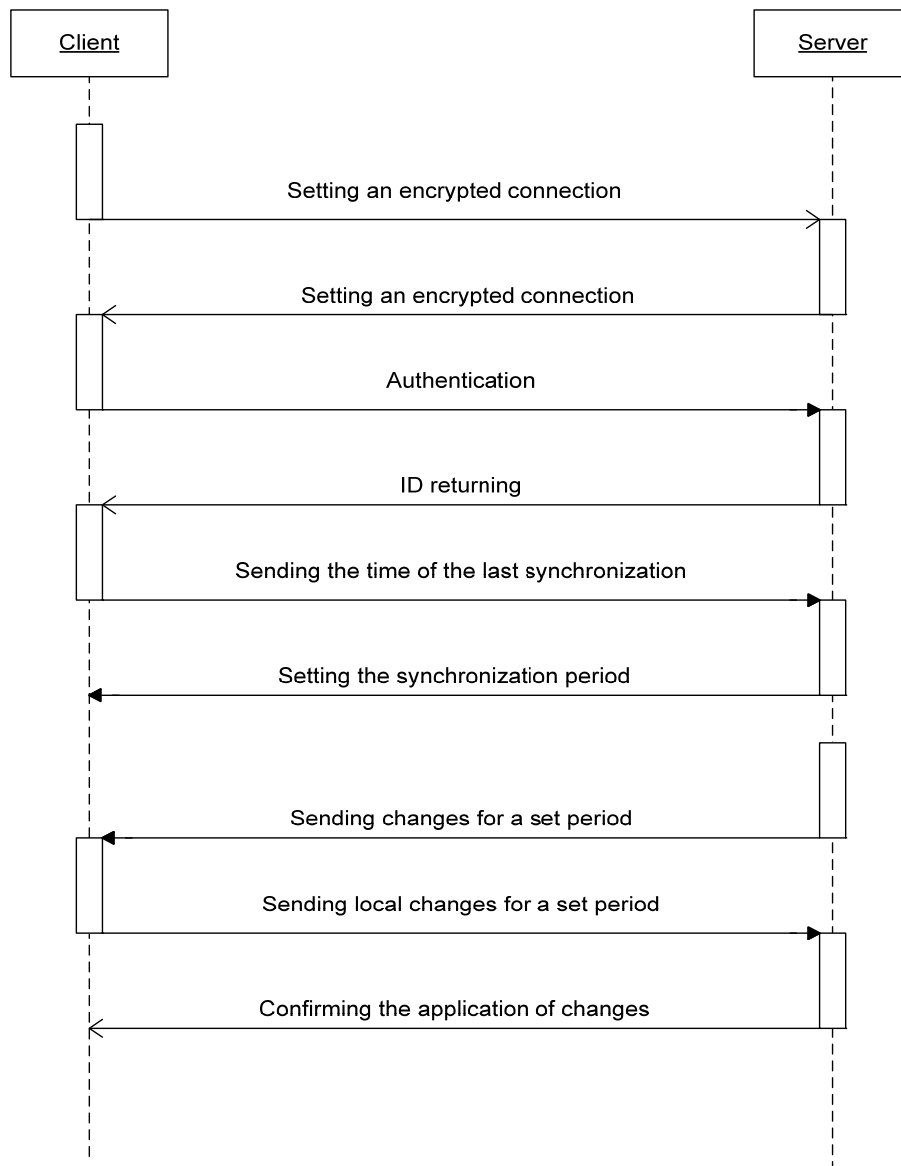 Client
Server
Setting an encrypted connection
Setting an encrypted connection
Authentication
ID returning
Sending the time of the last synchronization
Setting the synchronization period
Sending changes for a set period
Sending local changes for a set period
Confirming the application of changes